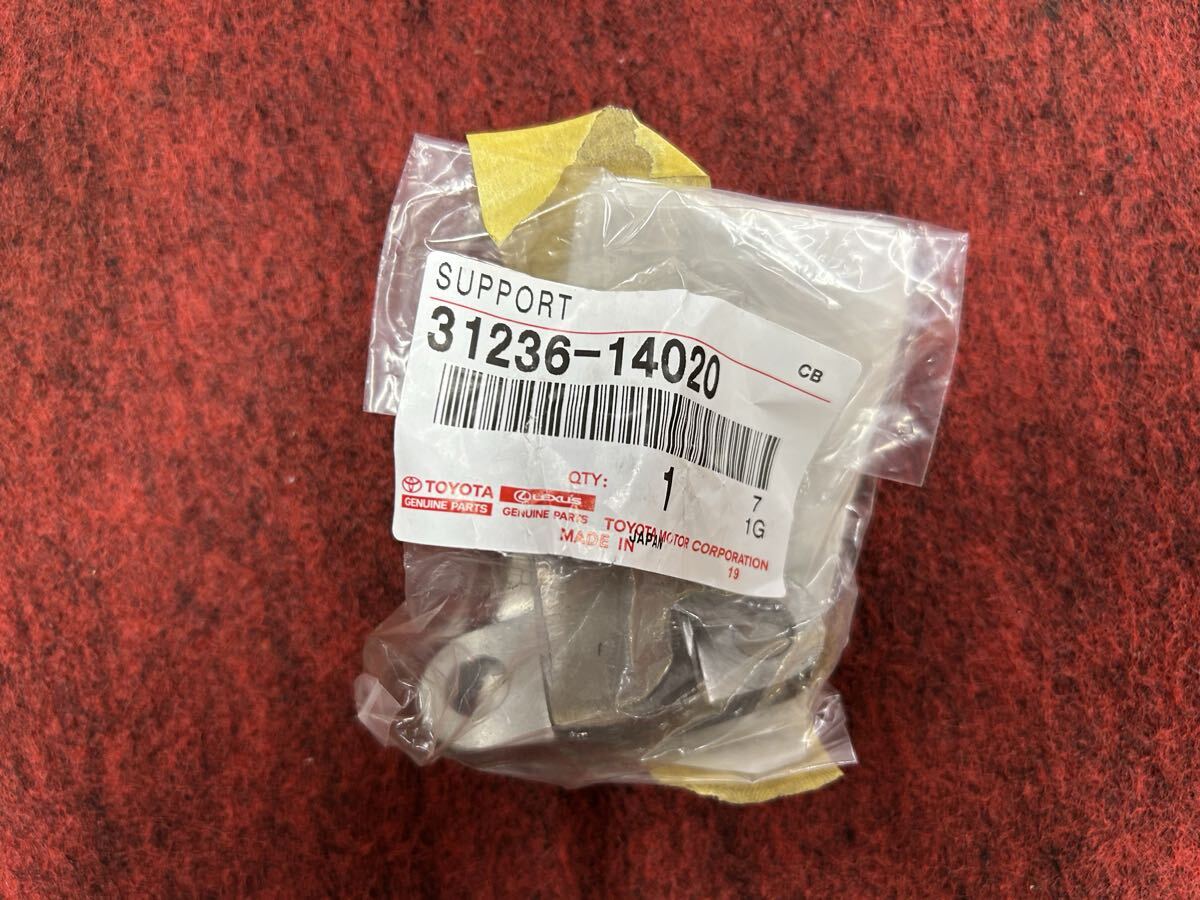 SUPPORT
31236-14020
CB
QTY: 1
7
1G
TOYOTA
GENUINE PARTS
LEXUS
GENUINE PARTS
TOYOTA MOTOR CORPORATION
MADE IN JAPAN
19